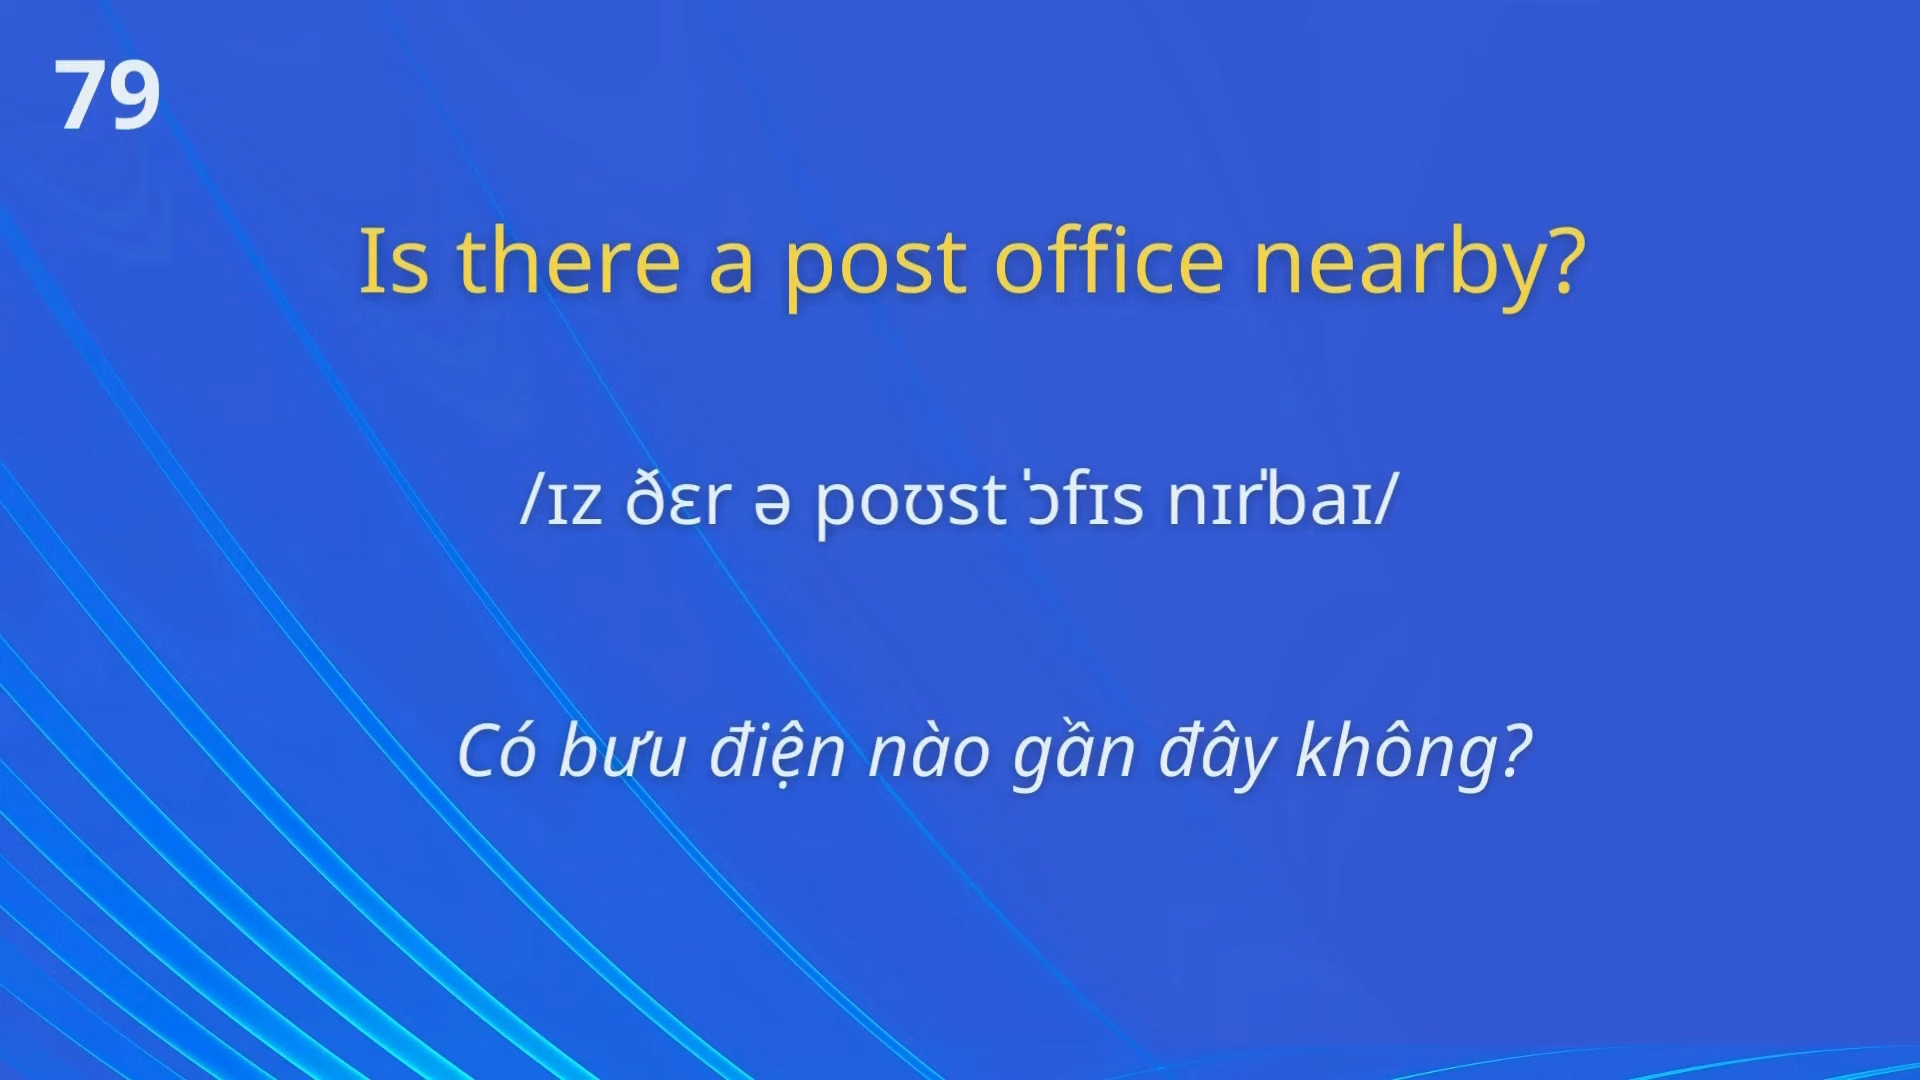 79
Is there a post office nearby?
/ɪz ðɛr ə poʊst ˈɔfɪs nɪrˈbaɪ/
Có bưu điện nào gần đây không?